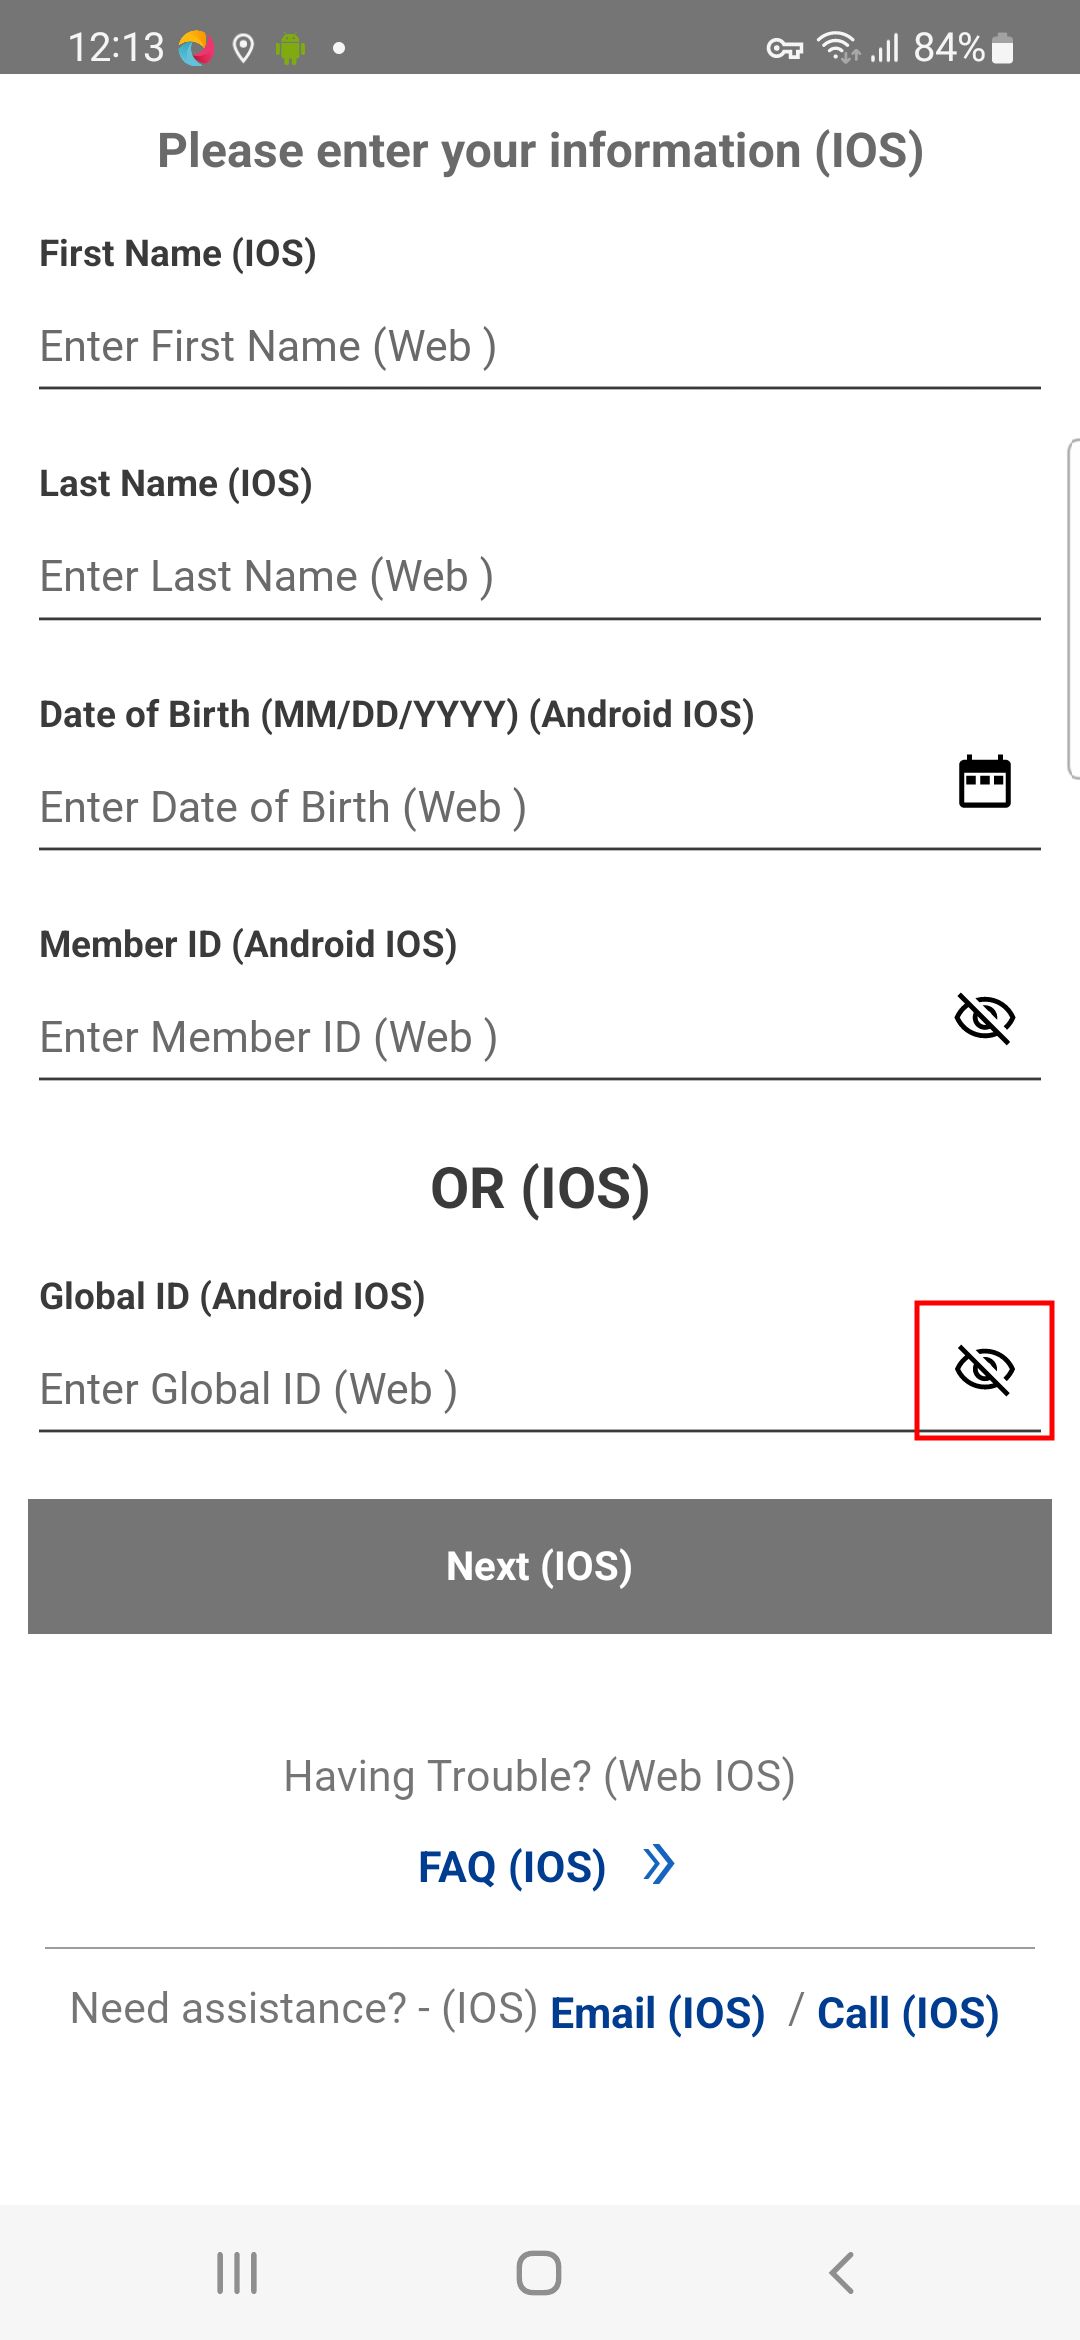 12:13
84%
Please enter your information (IOS)
First Name (IOS)
Enter First Name (Web )
Last Name (IOS)
Enter Last Name (Web )
Date of Birth (MM/DD/YYYY) (Android IOS)
Enter Date of Birth (Web )
Member ID (Android IOS)
Enter Member ID (Web )
OR (IOS)
Global ID (Android IOS)
Enter Global ID (Web )
Next (IOS)
Having Trouble? (Web IOS)
FAQ (IOS)
Need assistance? - (IOS) Email (IOS) / Call (IOS)